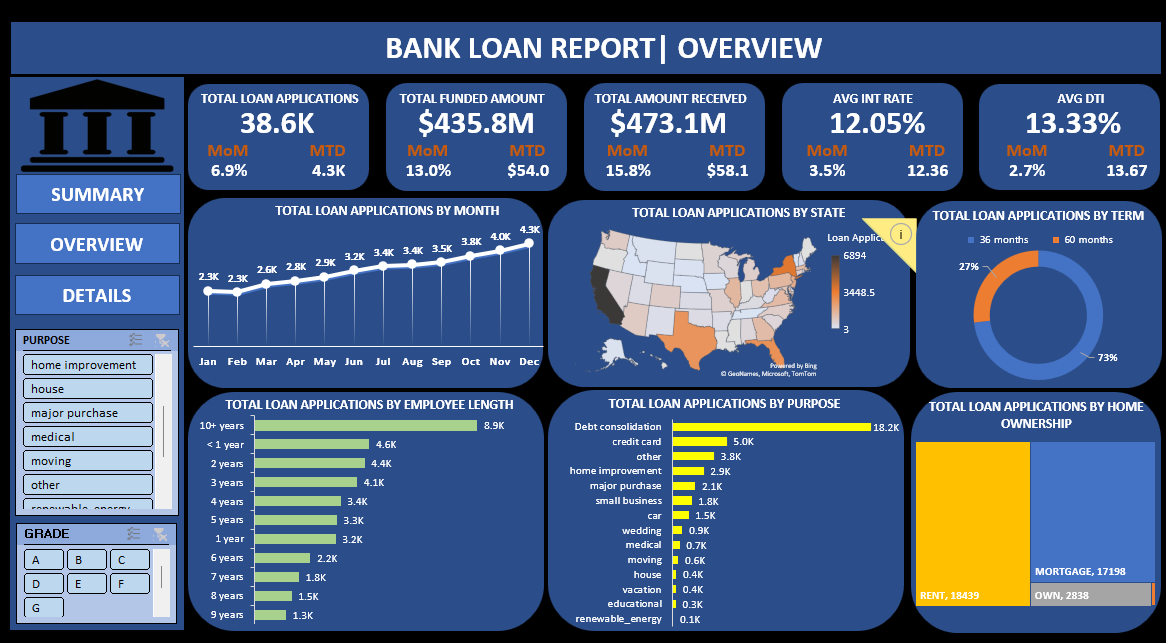 BANK LOAN REPORT| OVERVIEW
TOTAL LOAN APPLICATIONS
38.6K
MoM MTD
6.9% 4.3K
TOTAL FUNDED AMOUNT
$435.8M
MoM MTD
13.0% $54.0
TOTAL AMOUNT RECEIVED
$473.1M
MoM MTD
15.8% $58.1
AVG INT RATE
12.05%
MoM MTD
3.5% 12.36
AVG DTI
13.33%
MoM MTD
2.7% 13.67
SUMMARY
OVERVIEW
DETAILS
PURPOSE
home improvement
house
major purchase
medical
moving
other
renewable_energy
GRADE
A B C
D E F
G
TOTAL LOAN APPLICATIONS BY MONTH
2.3K 2.3K 2.6K 2.8K 2.9K 3.2K 3.4K 3.4K 3.5K 3.8K 4.0K 4.3K
Jan Feb Mar Apr May Jun Jul Aug Sep Oct Nov Dec
TOTAL LOAN APPLICATIONS BY STATE
Loan Applic
6894
3448.5
3
Powered by Bing
© GeoNames, Microsoft, TomTom
i
TOTAL LOAN APPLICATIONS BY TERM
36 months 60 months
27%
73%
TOTAL LOAN APPLICATIONS BY EMPLOYEE LENGTH
10+ years 8.9K
< 1 year 4.6K
2 years 4.4K
3 years 4.1K
4 years 3.4K
5 years 3.3K
1 year 3.2K
6 years 2.2K
7 years 1.8K
8 years 1.5K
9 years 1.3K
TOTAL LOAN APPLICATIONS BY PURPOSE
Debt consolidation 18.2K
credit card 5.0K
other 3.8K
home improvement 2.9K
major purchase 2.1K
small business 1.8K
car 1.5K
wedding 0.9K
medical 0.7K
moving 0.6K
house 0.4K
vacation 0.4K
educational 0.3K
renewable_energy 0.1K
TOTAL LOAN APPLICATIONS BY HOME
OWNERSHIP
MORTGAGE, 17198
RENT, 18439
OWN, 2838